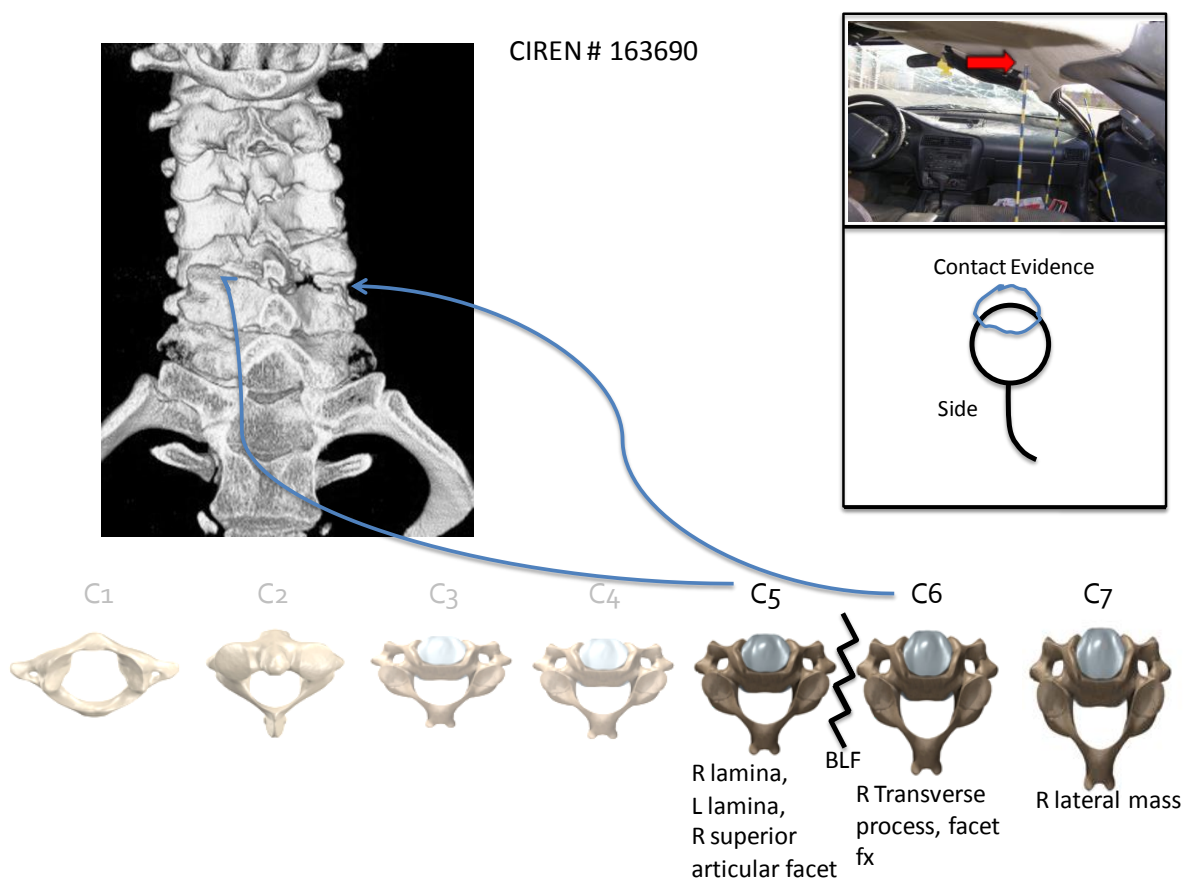 CIREN # 163690
Contact Evidence
Side
C1
C2
C3
C4
C5
C6
C7
BLF
R lamina,
L lamina,
R superior
articular facet
R Transverse
process, facet
fx
R lateral mass